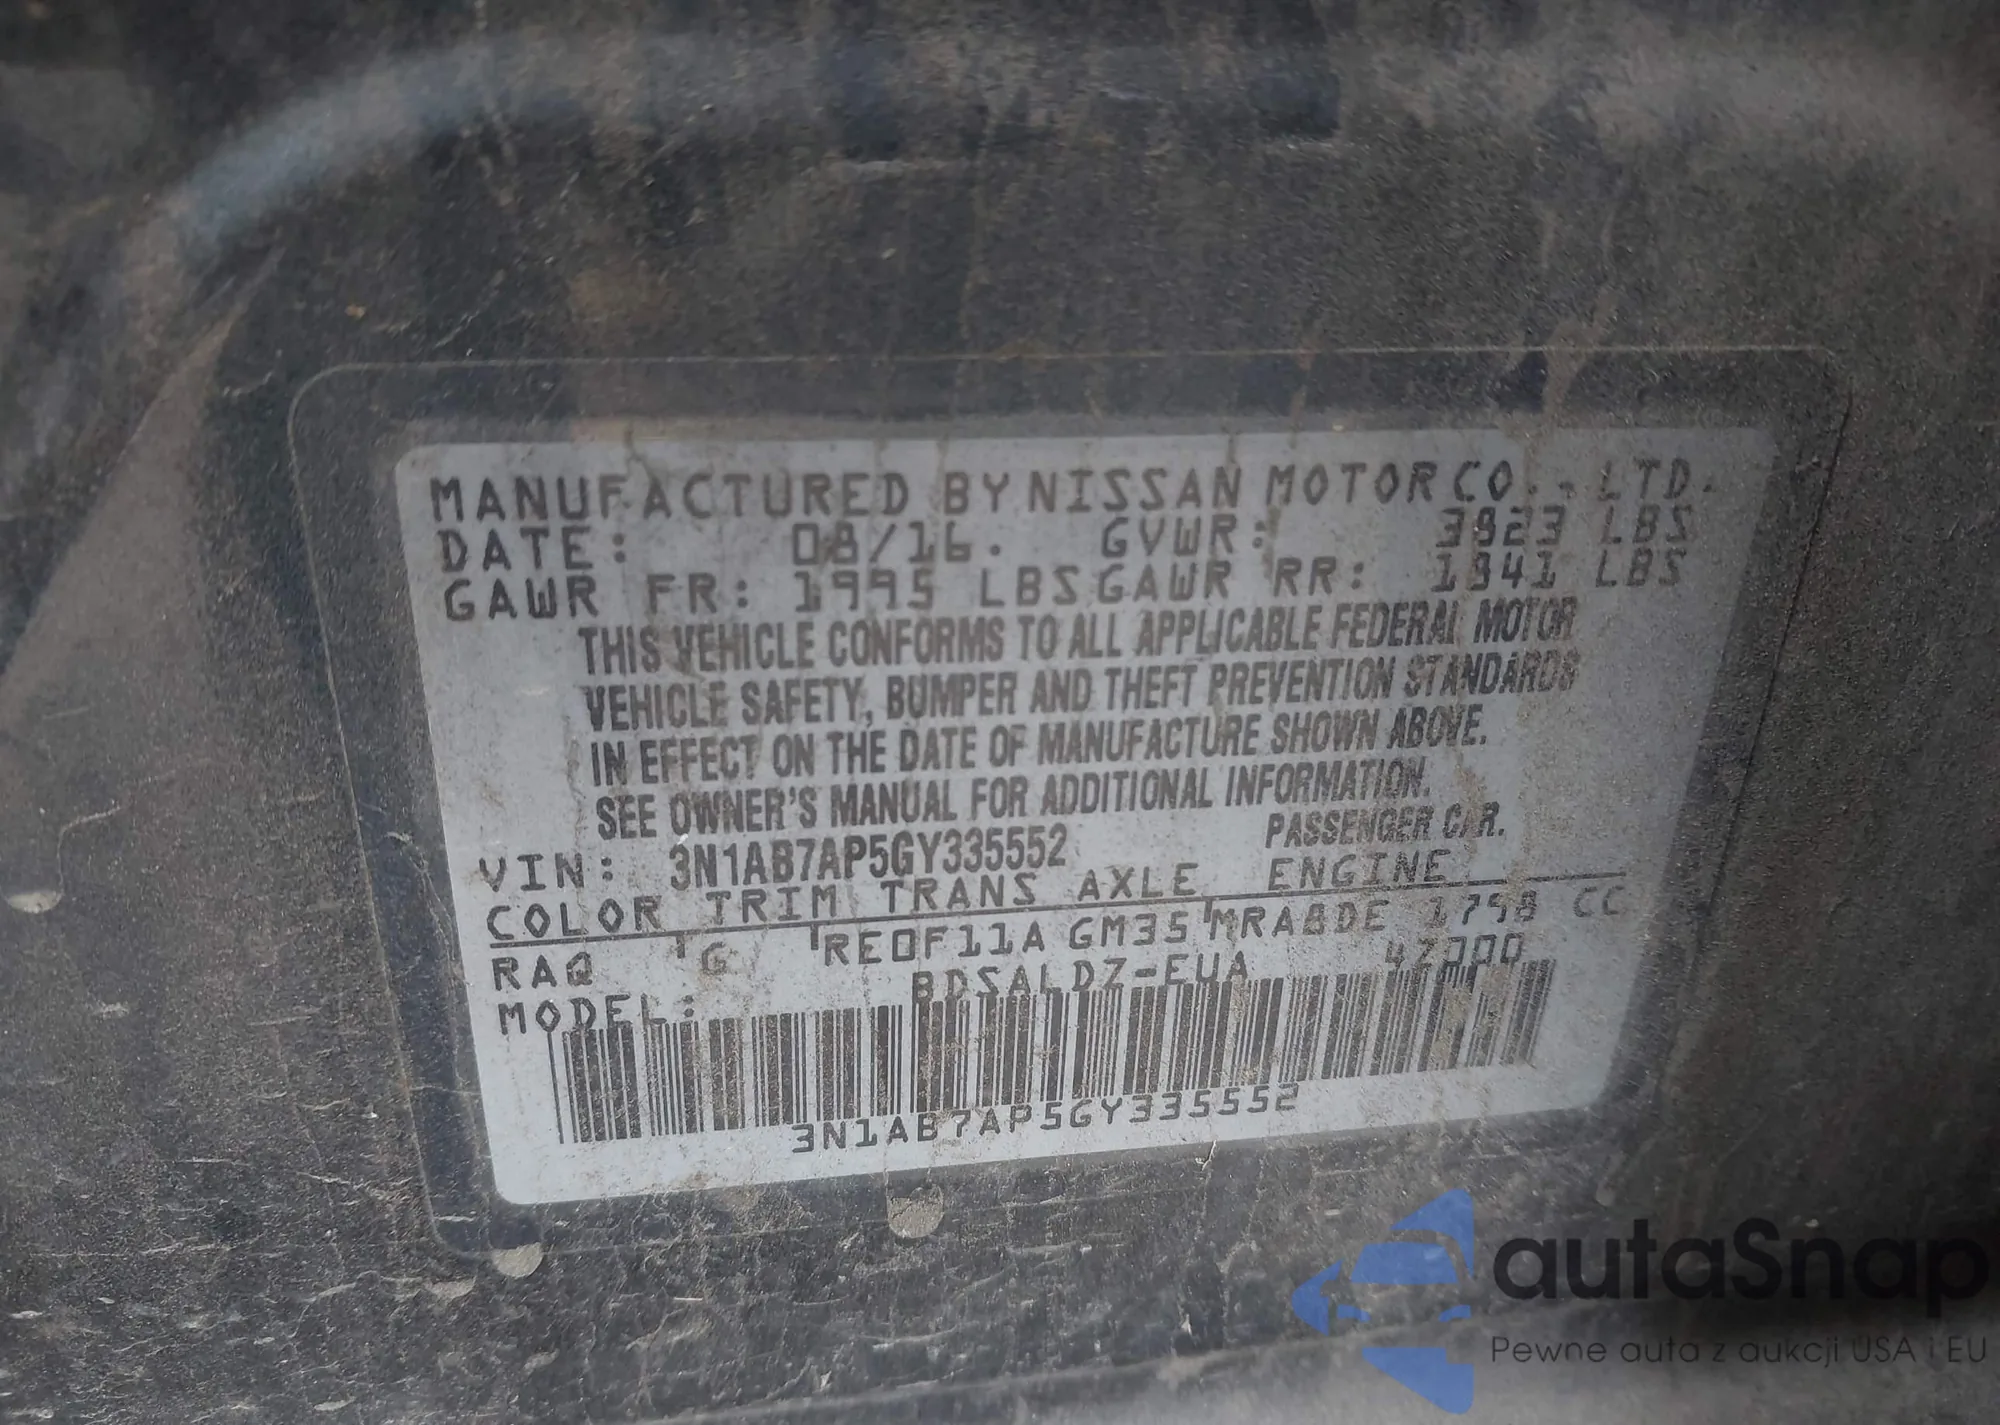 MANUFACTURED BY NISSAN MOTOR CO., LTD.
DATE: 08/16. GVWR: 3823 LBS
GAWR FR: 1995 LBS GAWR RR: 1841 LBS
THIS VEHICLE CONFORMS TO ALL APPLICABLE FEDERAL MOTOR
VEHICLE SAFETY, BUMPER AND THEFT PREVENTION STANDARDS
IN EFFECT ON THE DATE OF MANUFACTURE SHOWN ABOVE.
SEE OWNER'S MANUAL FOR ADDITIONAL INFORMATION.
VIN: 3N1AB7AP5GY335552 PASSENGER CAR.
COLOR TRIM TRANS AXLE ENGINE
RAQ G RE0F11A GM35 MRA8DE 1798 CC
MODEL: BDSALDZ-EUA 47000
3N1AB7AP5GY335552
autaSnap
Pewne auta z aukcji USA i EU